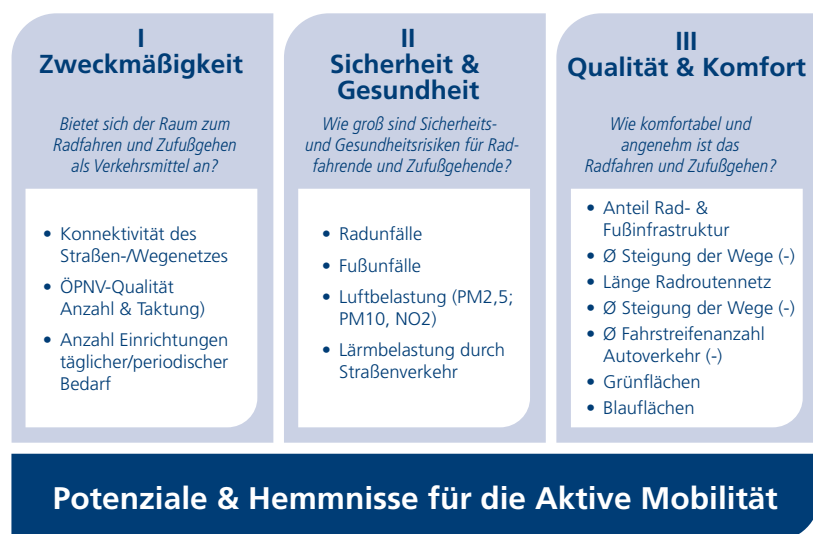 I
Zweckmäßigkeit
Bietet sich der Raum zum
Radfahren und Zufußgehen
als Verkehrsmittel an?
• Konnektivität des
Straßen-/Wegenetzes
• ÖPNV-Qualität
Anzahl & Taktung)
• Anzahl Einrichtungen
täglicher/periodischer
Bedarf
II
Sicherheit &
Gesundheit
Wie groß sind Sicherheits-
und Gesundheitsrisiken für Rad-
fahrende und Zufußgehende?
• Radunfälle
• Fußunfälle
• Luftbelastung (PM2,5;
PM10, NO2)
• Lärmbelastung durch
Straßenverkehr
III
Qualität & Komfort
Wie komfortabel und
angenehm ist das
Radfahren und Zufußgehen?
• Anteil Rad- &
Fußinfrastruktur
• Ø Steigung der Wege (-)
• Länge Radroutennetz
• Ø Steigung der Wege (-)
• Ø Fahrstreifenanzahl
Autoverkehr (-)
• Grünflächen
• Blauflächen
Potenziale & Hemmnisse für die Aktive Mobilität